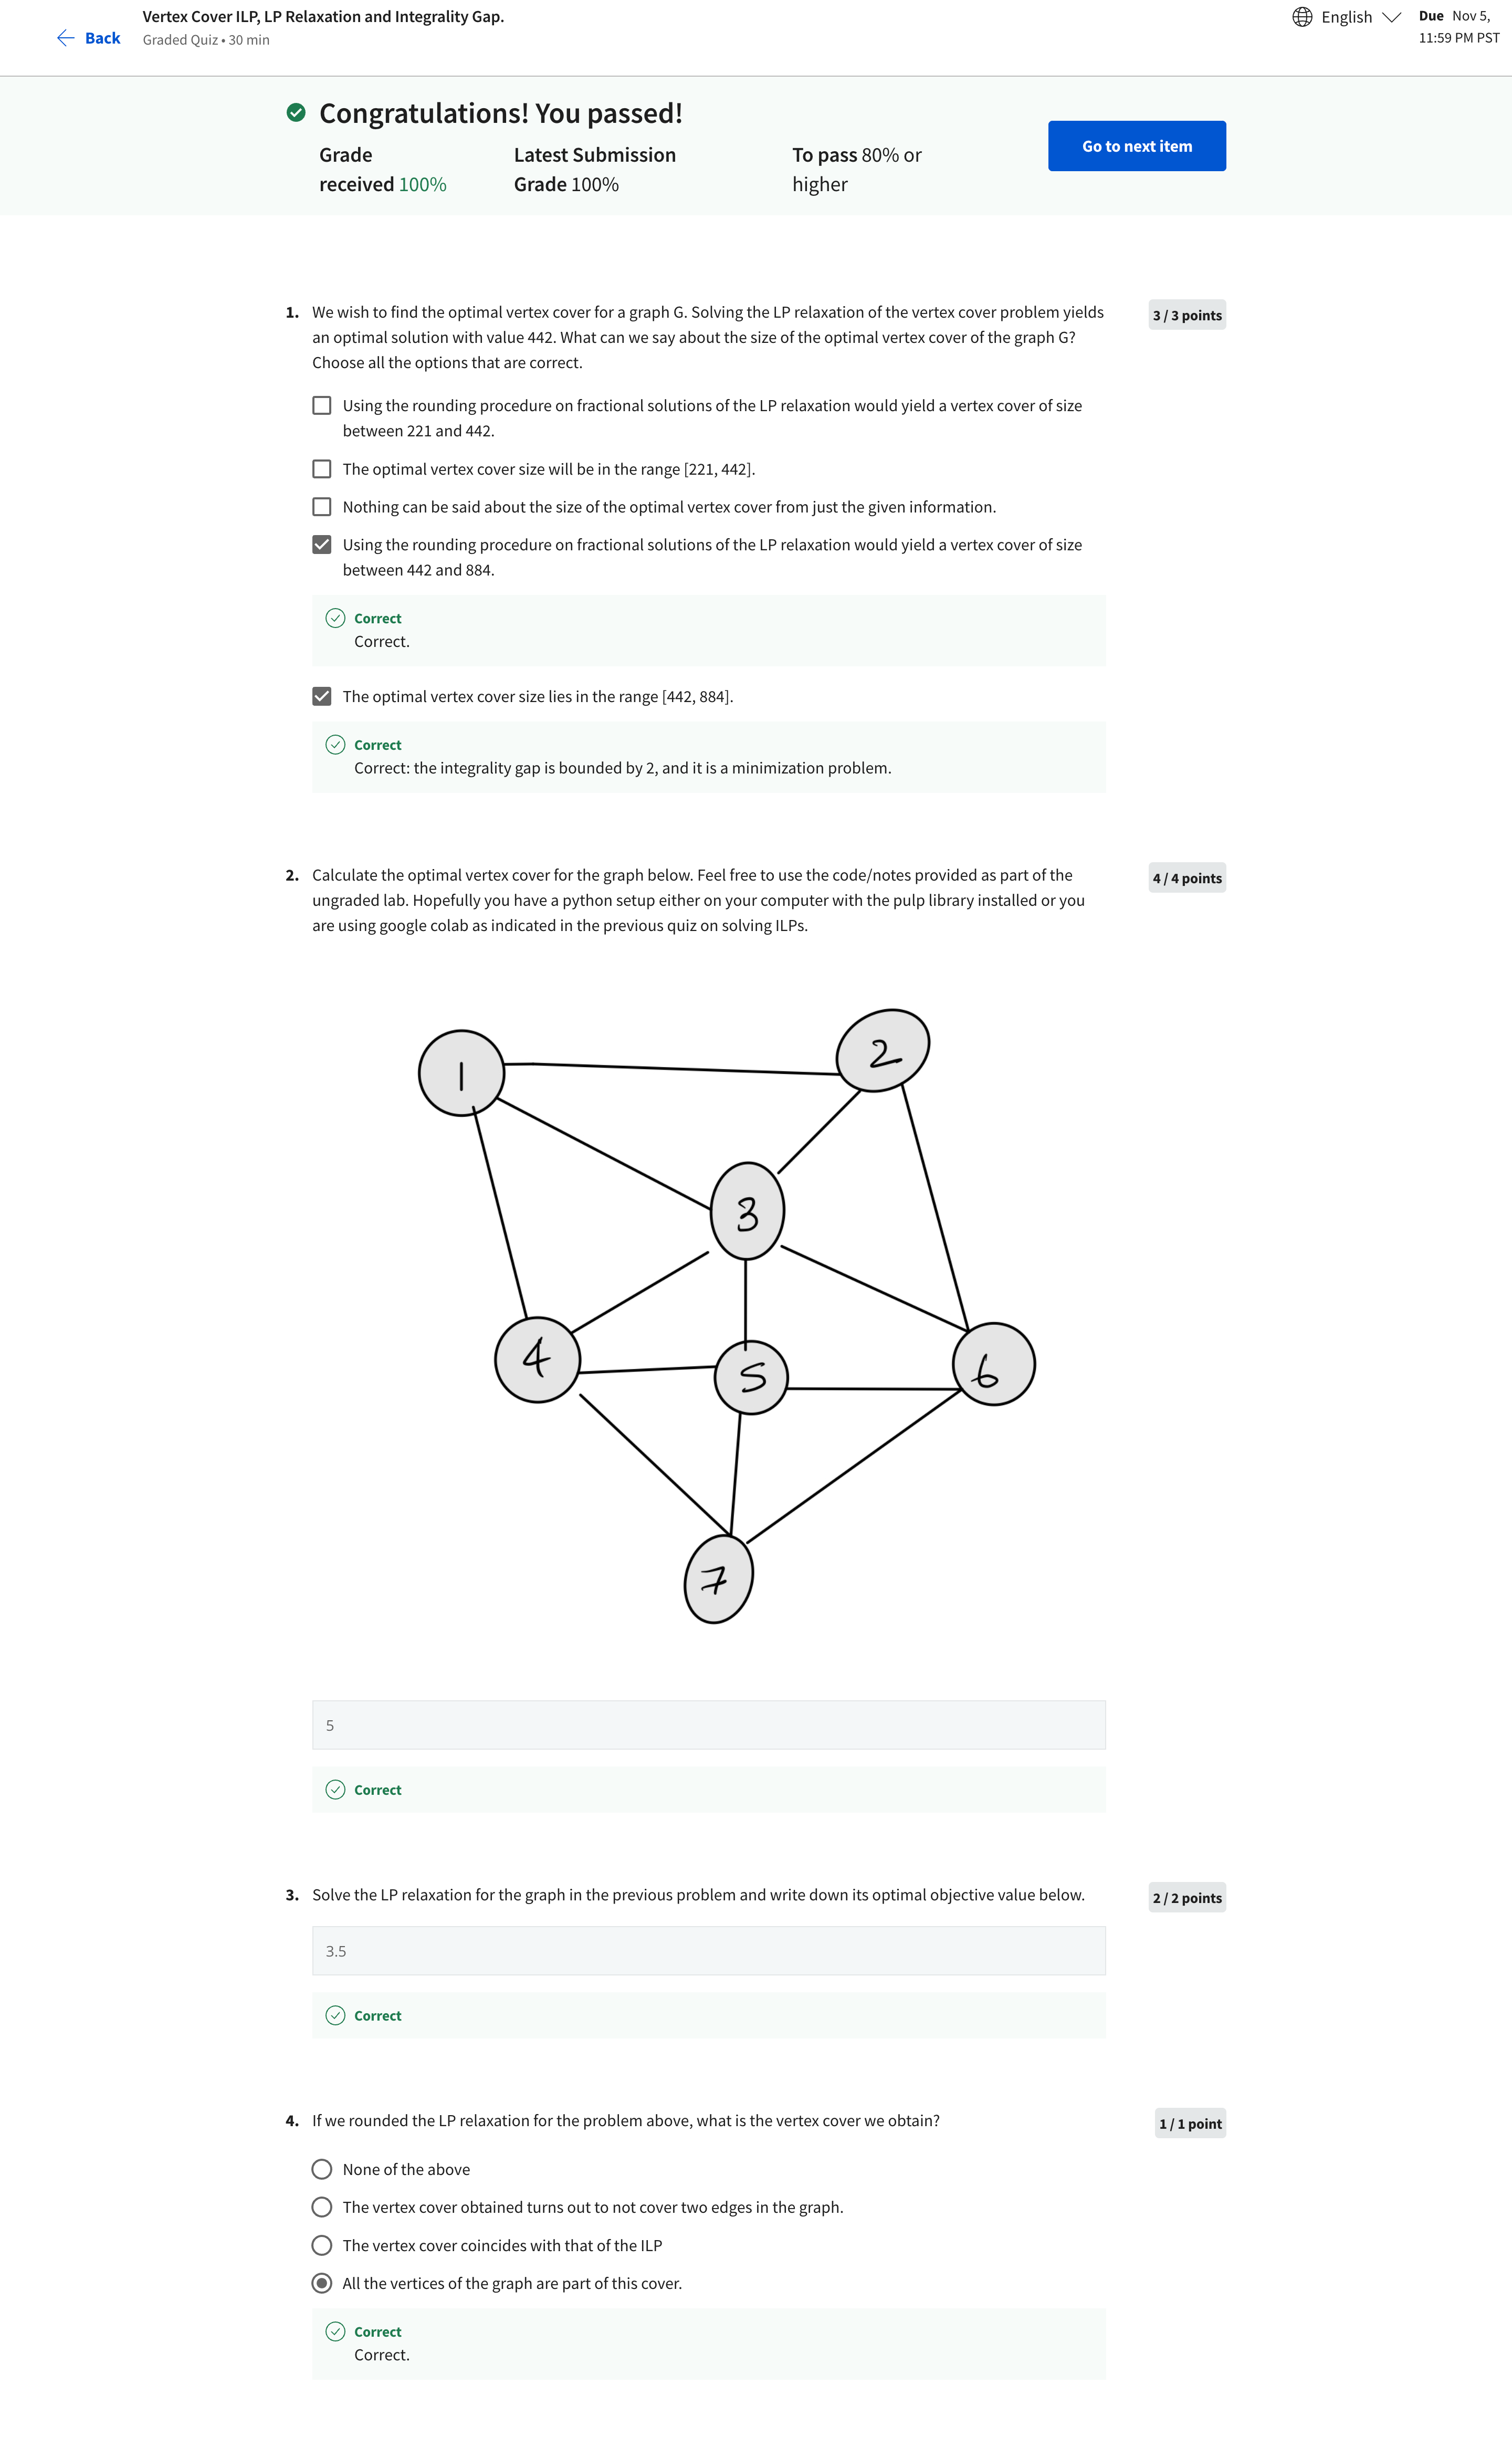 Vertex Cover ILP, LP Relaxation and Integrality Gap.
Back
Graded Quiz • 30 min
English
Due Nov 5,
11:59 PM PST
Congratulations! You passed!
Grade
received 100%
Latest Submission
Grade 100%
To pass 80% or
higher
Go to next item
1. We wish to find the optimal vertex cover for a graph G. Solving the LP relaxation of the vertex cover problem yields
an optimal solution with value 442. What can we say about the size of the optimal vertex cover of the graph G?
Choose all the options that are correct.
3 / 3 points
Using the rounding procedure on fractional solutions of the LP relaxation would yield a vertex cover of size
between 221 and 442.
The optimal vertex cover size will be in the range [221, 442].
Nothing can be said about the size of the optimal vertex cover from just the given information.
Using the rounding procedure on fractional solutions of the LP relaxation would yield a vertex cover of size
between 442 and 884.
Correct
Correct.
The optimal vertex cover size lies in the range [442, 884].
Correct
Correct: the integrality gap is bounded by 2, and it is a minimization problem.
2. Calculate the optimal vertex cover for the graph below. Feel free to use the code/notes provided as part of the
ungraded lab. Hopefully you have a python setup either on your computer with the pulp library installed or you
are using google colab as indicated in the previous quiz on solving ILPs.
4 / 4 points
1
2
3
4
5
6
7
5
Correct
3. Solve the LP relaxation for the graph in the previous problem and write down its optimal objective value below.
2 / 2 points
3.5
Correct
4. If we rounded the LP relaxation for the problem above, what is the vertex cover we obtain?
1 / 1 point
None of the above
The vertex cover obtained turns out to not cover two edges in the graph.
The vertex cover coincides with that of the ILP
All the vertices of the graph are part of this cover.
Correct
Correct.